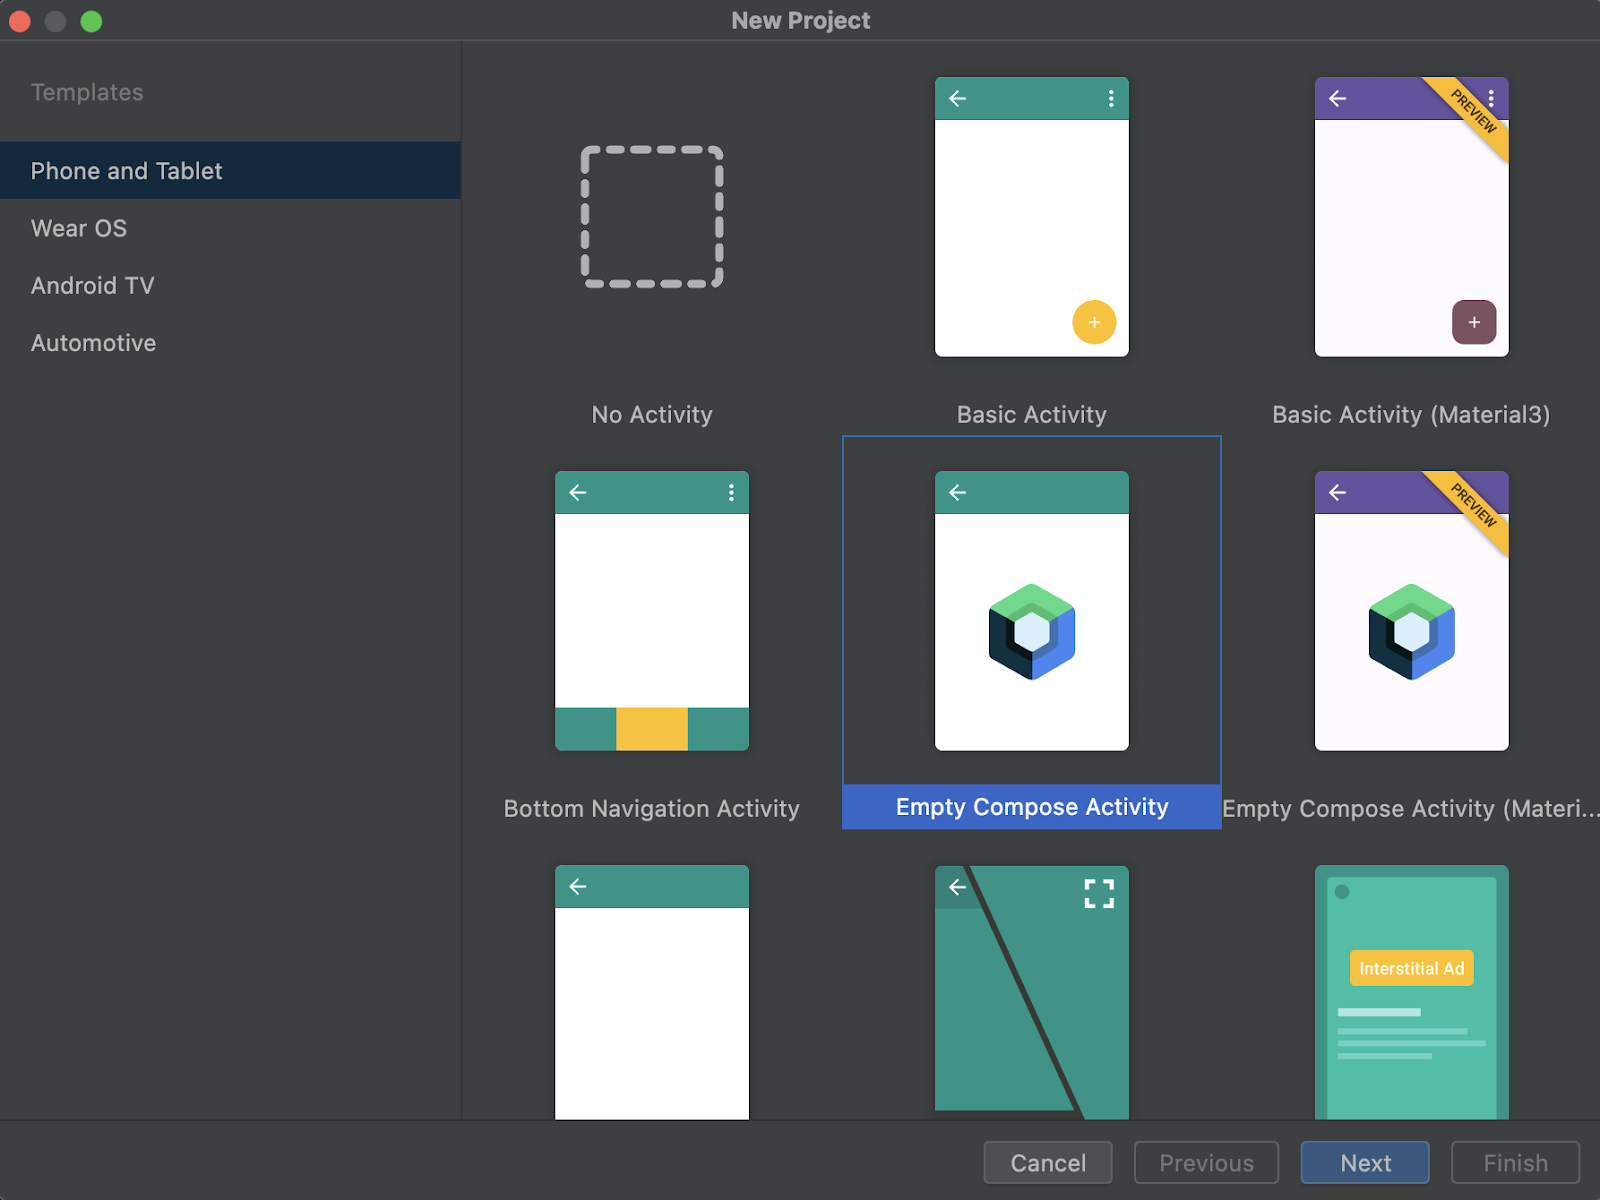 New Project
Templates
Phone and Tablet
Wear OS
Android TV
Automotive
PREVIEW
No Activity
Basic Activity
Basic Activity (Material3)
PREVIEW
Bottom Navigation Activity
Empty Compose Activity
Empty Compose Activity (Materi...
Interstitial Ad
Cancel
Previous
Next
Finish